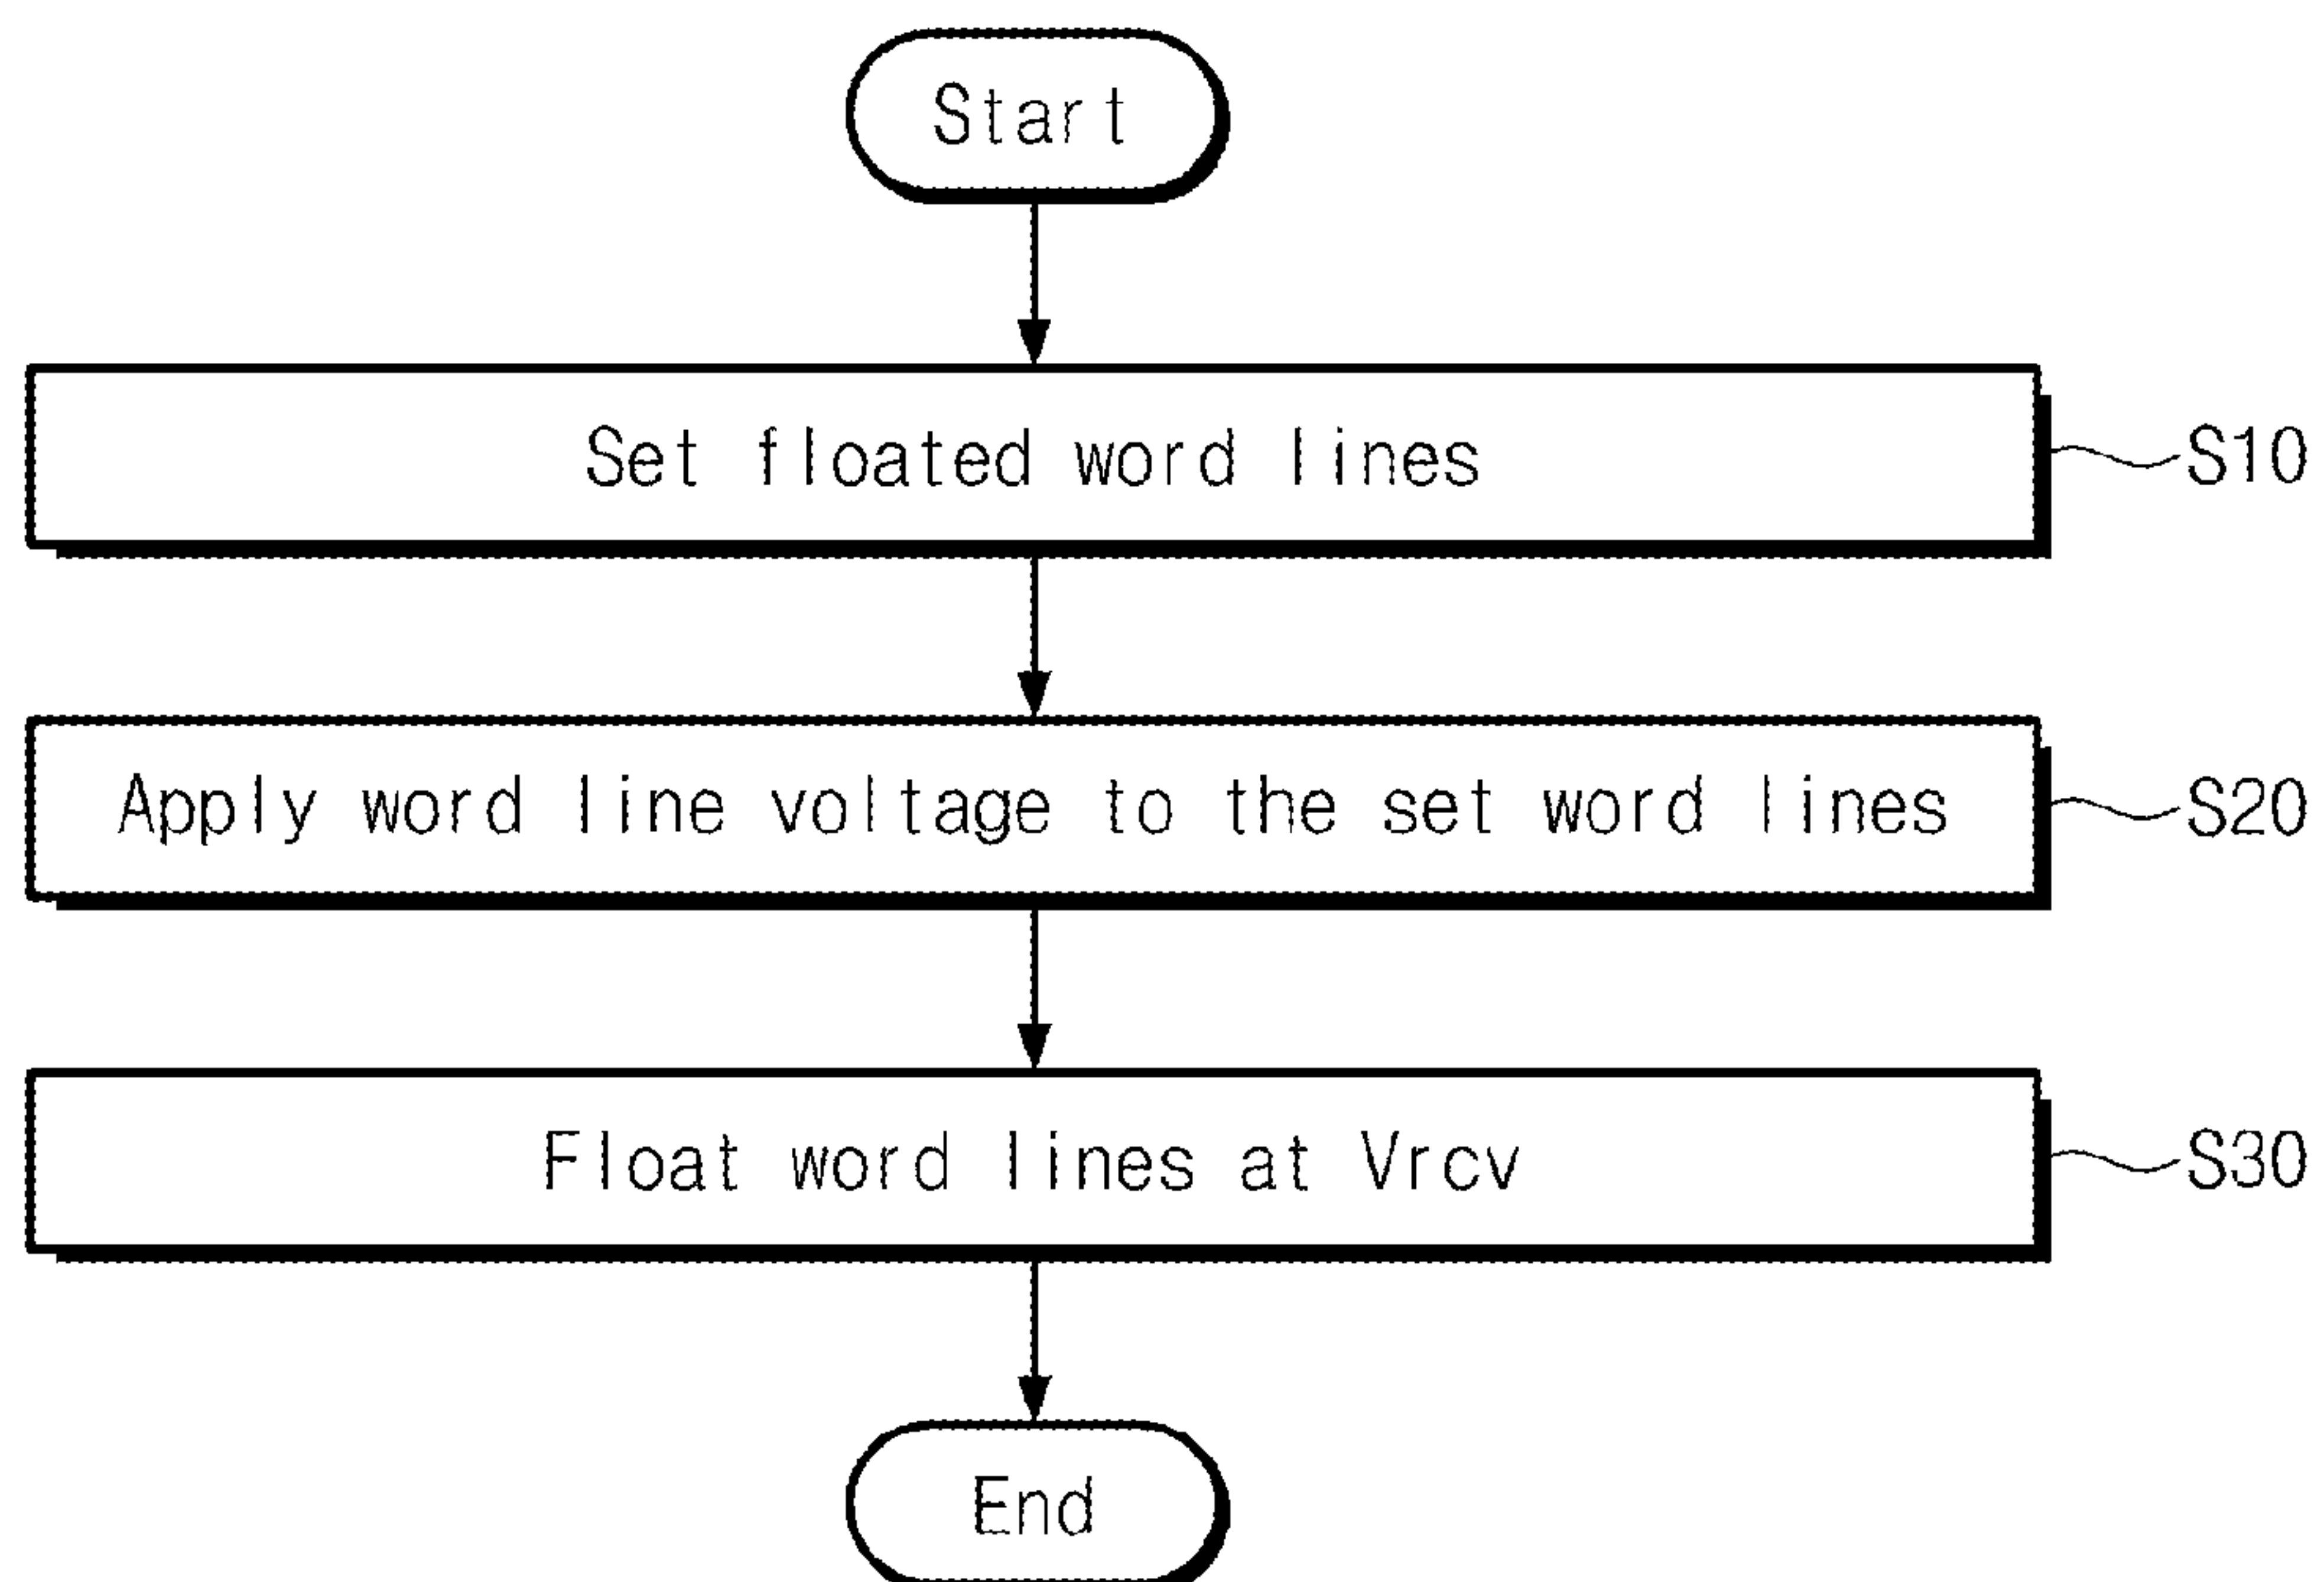 Start
Set floated word lines
S10
Apply word line voltage to the set word lines
S20
Float word lines at Vrcv
S30
End